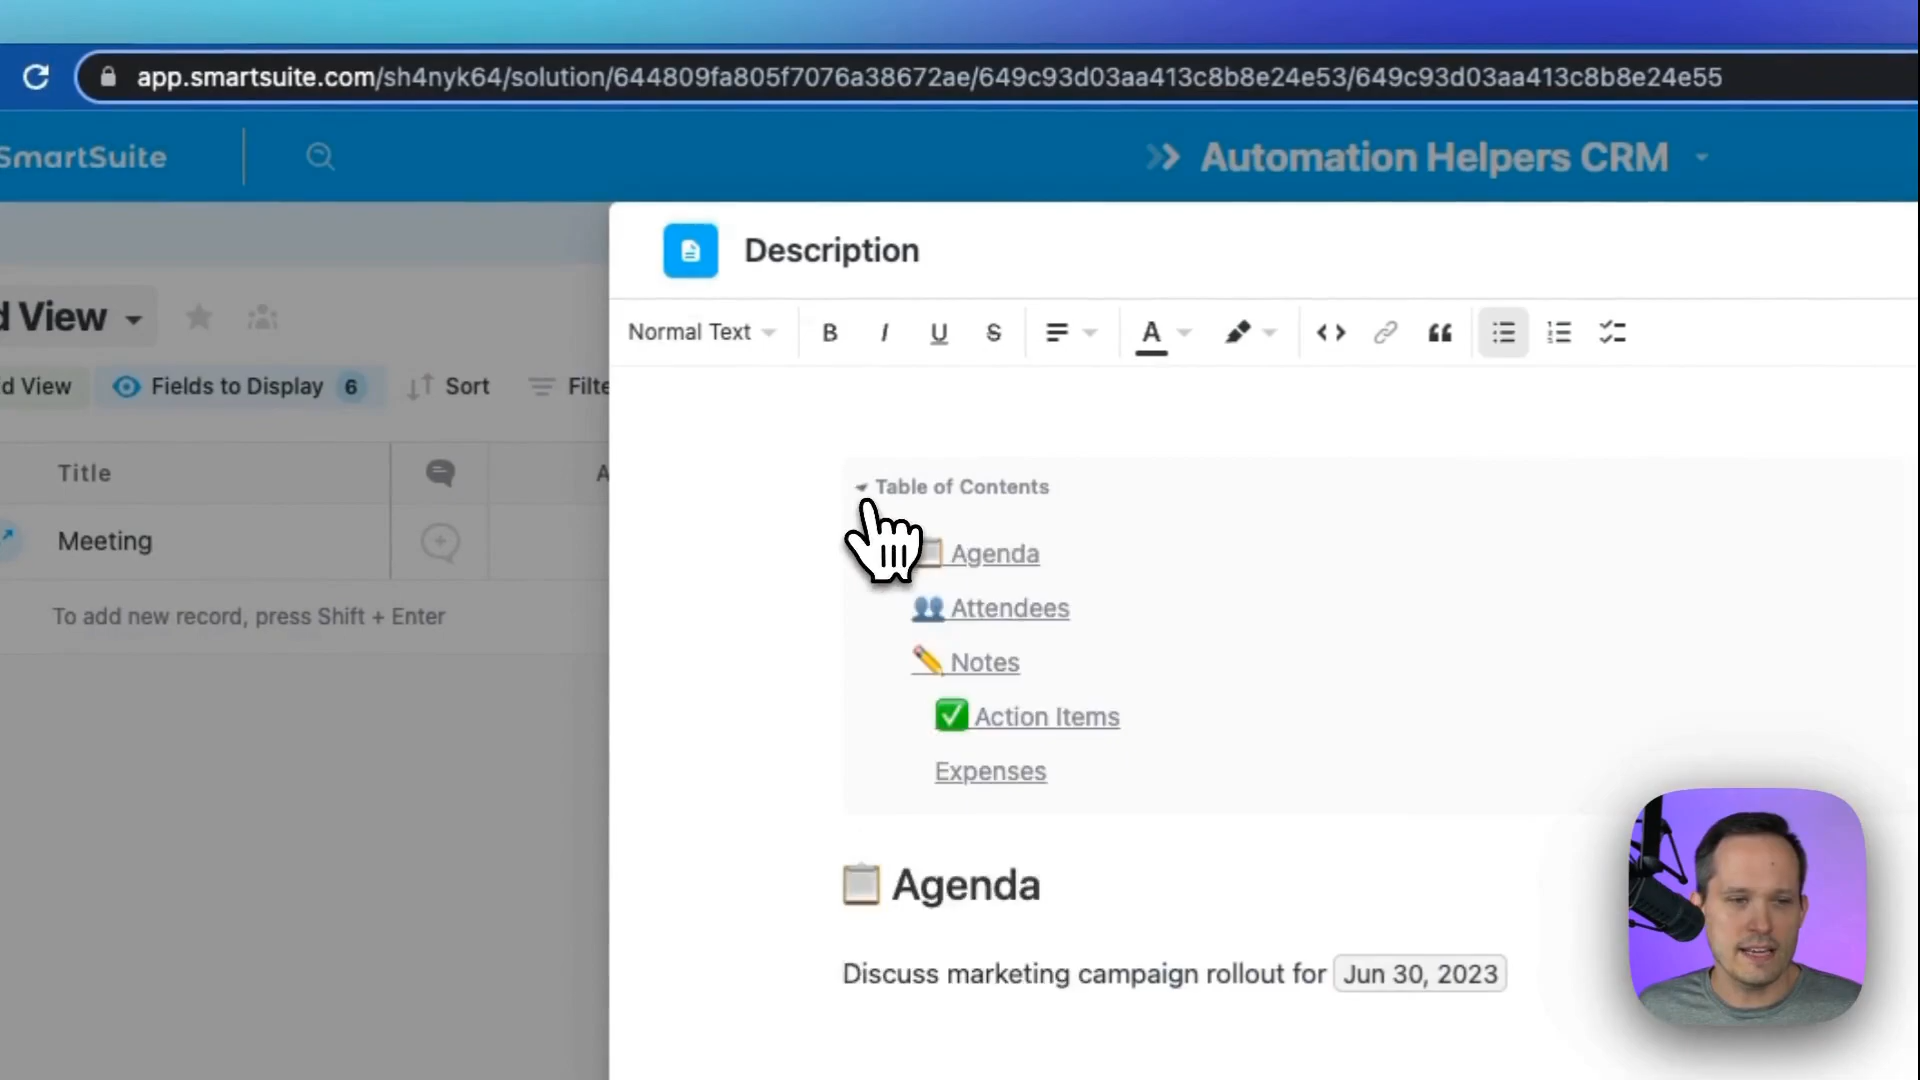 app.smartsuite.com/sh4nyk64/solution/644809fa805f7076a38672ae/649c93d03aa413c8b8e24e53/649c93d03aa413c8b8e24e55
SmartSuite
Automation Helpers CRM
Description
d View
Normal Text
B I U S A
d View
Fields to Display 6
Sort
Filte
Title
A
Table of Contents
Meeting
Agenda
Attendees
To add new record, press Shift + Enter
Notes
Action Items
Expenses
Agenda
Discuss marketing campaign rollout for Jun 30, 2023